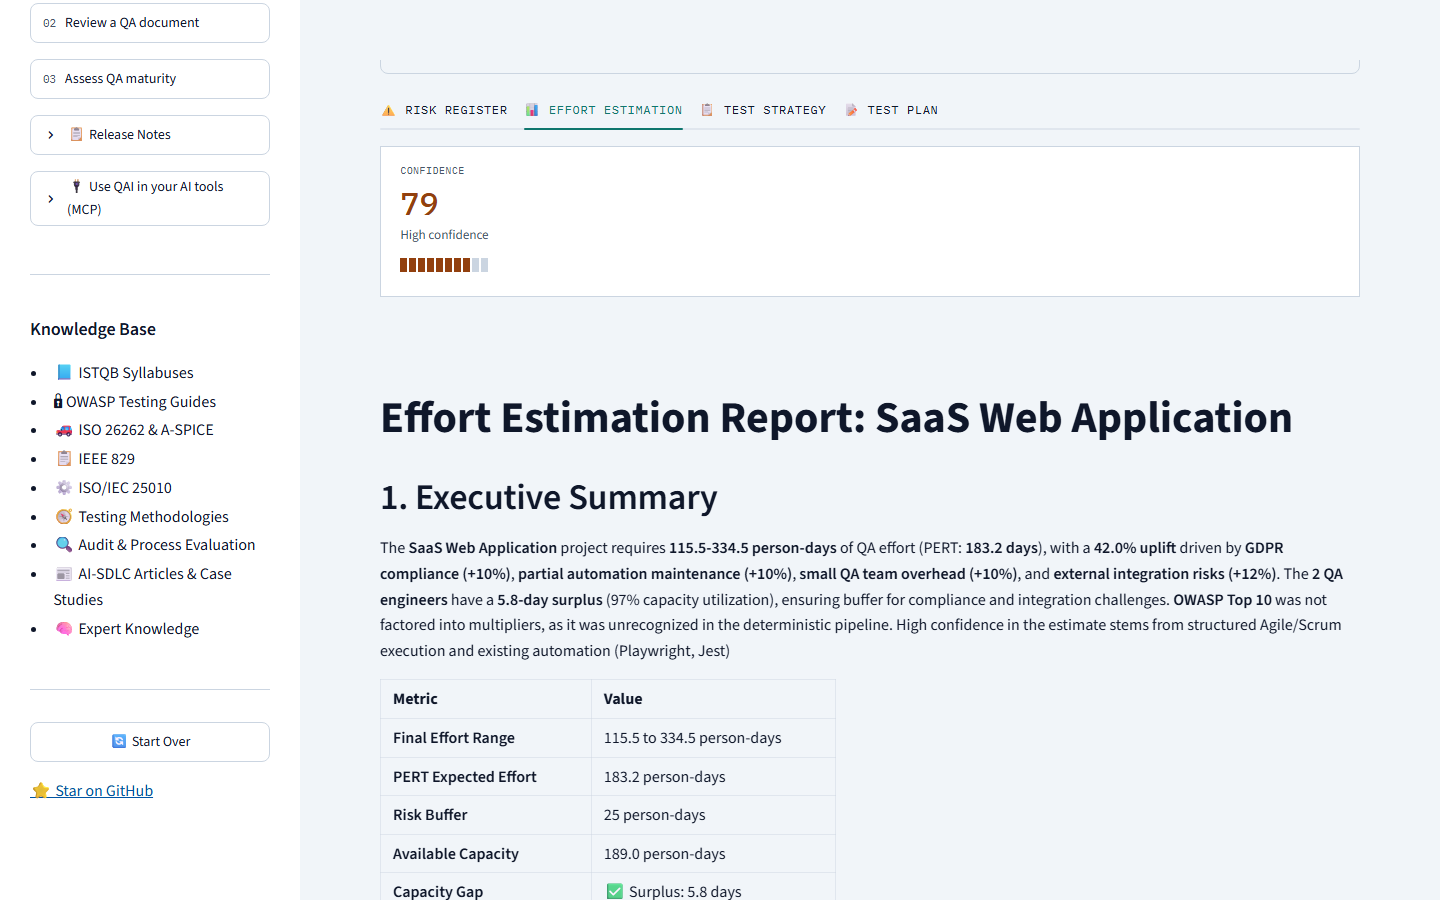 02 Review a QA document
03 Assess QA maturity
Release Notes
Use QAI in your AI tools
(MCP)
Knowledge Base
ISTQB Syllabuses
OWASP Testing Guides
ISO 26262 & A-SPICE
IEEE 829
ISO/IEC 25010
Testing Methodologies
Audit & Process Evaluation
AI-SDLC Articles & Case
Studies
Expert Knowledge
Start Over
Star on GitHub
RISK REGISTER EFFORT ESTIMATION TEST STRATEGY TEST PLAN
CONFIDENCE
79
High confidence
Effort Estimation Report: SaaS Web Application
1. Executive Summary
The SaaS Web Application project requires 115.5-334.5 person-days of QA effort (PERT: 183.2 days), with a 42.0% uplift driven by GDPR
compliance (+10%), partial automation maintenance (+10%), small QA team overhead (+10%), and external integration risks (+12%). The 2 QA
engineers have a 5.8-day surplus (97% capacity utilization), ensuring buffer for compliance and integration challenges. OWASP Top 10 was not
factored into multipliers, as it was unrecognized in the deterministic pipeline. High confidence in the estimate stems from structured Agile/Scrum
execution and existing automation (Playwright, Jest)
Metric Value
Final Effort Range 115.5 to 334.5 person-days
PERT Expected Effort 183.2 person-days
Risk Buffer 25 person-days
Available Capacity 189.0 person-days
Capacity Gap Surplus: 5.8 days